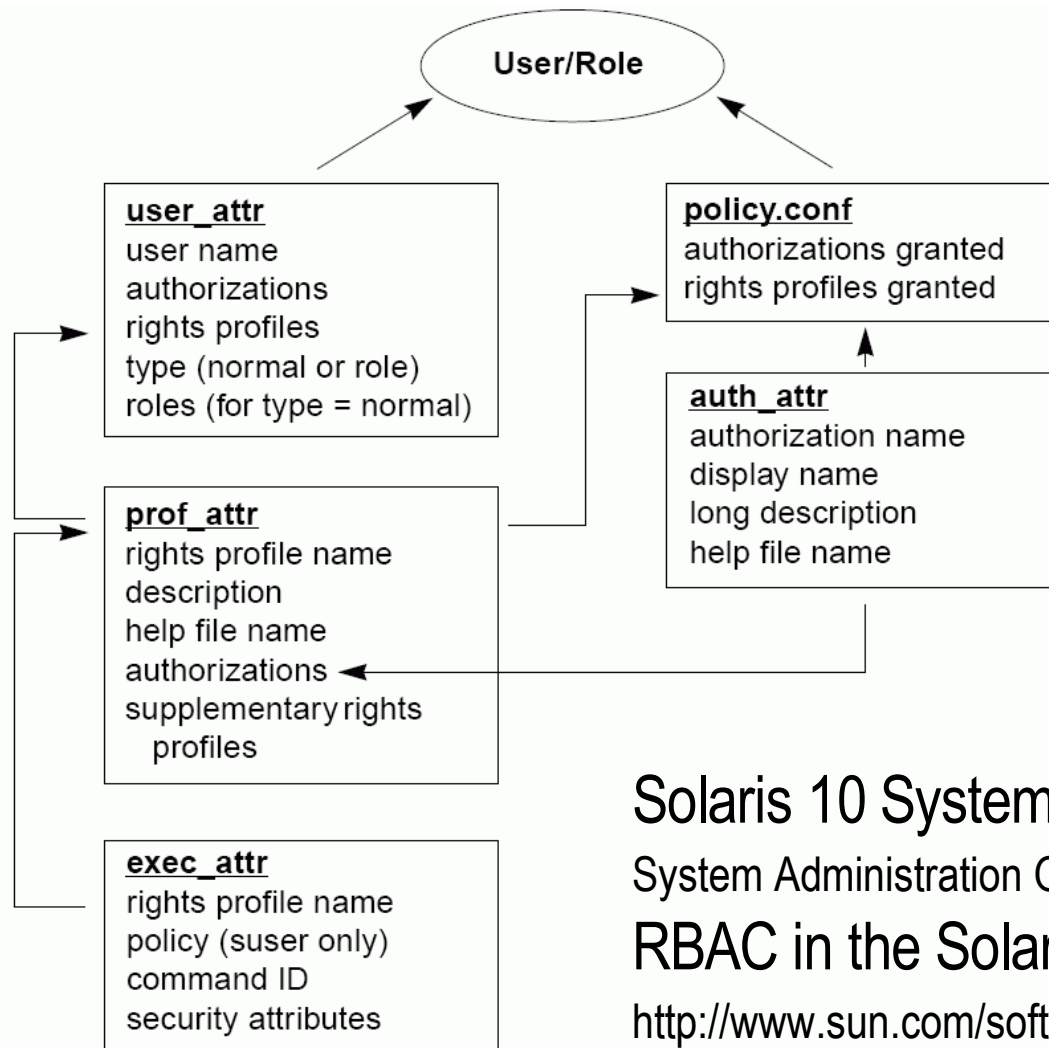 User/Role
user_attr
user name
authorizations
rights profiles
type (normal or role)
roles (for type = normal)
policy.conf
authorizations granted
rights profiles granted
auth_attr
authorization name
display name
long description
help file name
prof_attr
rights profile name
description
help file name
authorizations
supplementary rights
profiles
exec_attr
rights profile name
policy (suser only)
command ID
security attributes
Solaris 10 System
System Administration
RBAC in the Solar
http://www.sun.com/soft